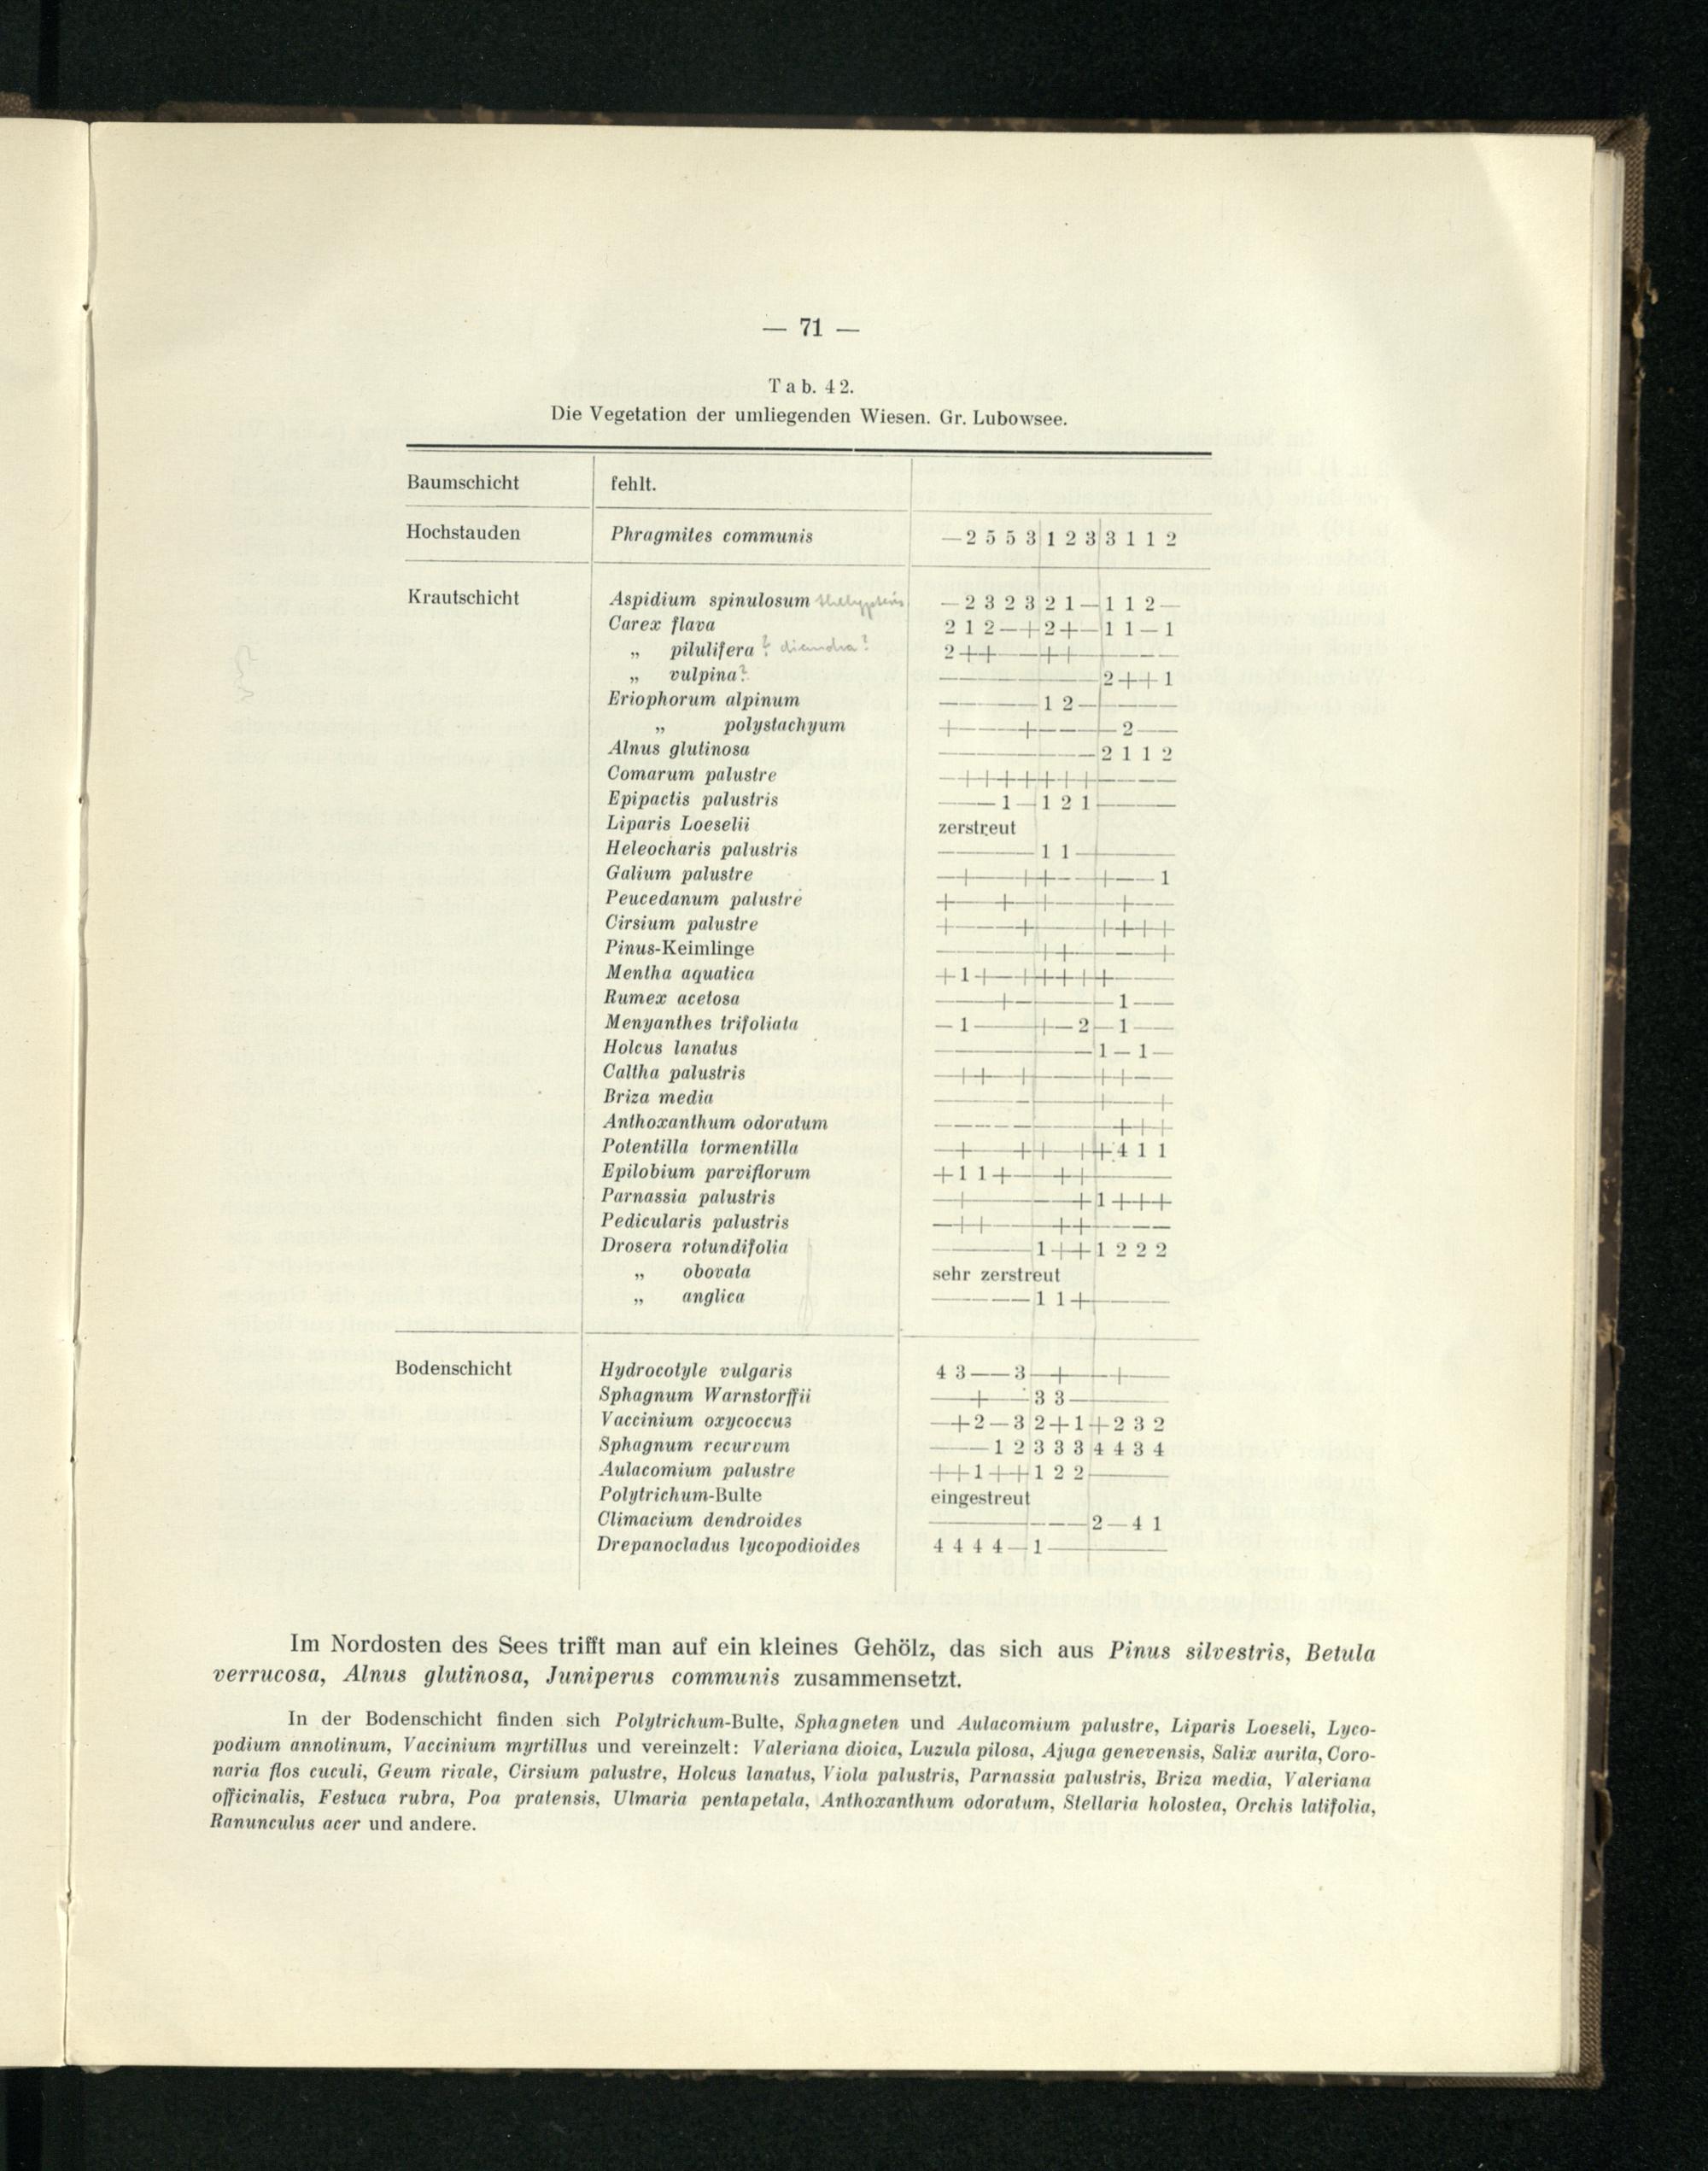 — 71 —
Tab. 42.
Die Vegetation der umliegenden Wiesen. Gr. Lubowsee.
Baumschicht fehlt.
Hochstauden Phragmites communis —2 5 5 3 1 2 3 3 1 1 2
Krautschicht Aspidium spinulosum thelypteris —2 3 2 3 2 1—1 1 2—
Carex flava 2 1 2—+2+—1 1—1
„ pilulifera ? diandra? 2++——++————
„ vulpina? ————————2++1
Eriophorum alpinum —————1 2—————
„ polystachyum +———+————2——
Alnus glutinosa ————————2 1 1 2
Comarum palustre —+++++++————
Epipactis palustris ———1—1 2 1————
Liparis Loeselii zerstreut
Heleocharis palustris —————1 1—————
Galium palustre —+——++——+——1
Peucedanum palustre +——+—+———+——
Cirsium palustre +———+———++++
Pinus-Keimlinge —————++————+
Mentha aquatica +1+—+++++———
Rumex acetosa ———+—————1——
Menyanthes trifoliata —1———+—2—1——
Holcus lanatus ————————1—1—
Caltha palustris —++—+———++——
Briza media ————————+——+
Anthoxanthum odoratum —————————+++
Potentilla tormentilla —+——++—++4 1 1
Epilobium parviflorum +1 1+——++————
Parnassia palustris —+—————+1+++
Pedicularis palustris —++———++————
Drosera rotundifolia —————1++1 2 2 2
„ obovata sehr zerstreut
„ anglica —————1 1+————
Bodenschicht Hydrocotyle vulgaris 4 3——3—+——+——
Sphagnum Warnstorffii ——+——3 3—————
Vaccinium oxycoccus —+2—3 2+1+2 3 2
Sphagnum recurvum ———1 2 3 3 3 4 4 3 4
Aulacomium palustre ++1++1 2 2————
Polytrichum-Bulte eingestreut
Climacium dendroides ————————2—4 1
Drepanocladus lycopodioides 4 4 4 4—1——————
Im Nordosten des Sees trifft man auf ein kleines Gehölz, das sich aus Pinus silvestris, Betula
verrucosa, Alnus glutinosa, Juniperus communis zusammensetzt.
In der Bodenschicht finden sich Polytrichum-Bulte, Sphagneten und Aulacomium palustre, Liparis Loeseli, Lyco-
podium annotinum, Vaccinium myrtillus und vereinzelt: Valeriana dioica, Luzula pilosa, Ajuga genevensis, Salix aurita, Coro-
naria flos cuculi, Geum rivale, Cirsium palustre, Holcus lanatus, Viola palustris, Parnassia palustris, Briza media, Valeriana
officinalis, Festuca rubra, Poa pratensis, Ulmaria pentapetala, Anthoxanthum odoratum, Stellaria holostea, Orchis latifolia,
Ranunculus acer und andere.